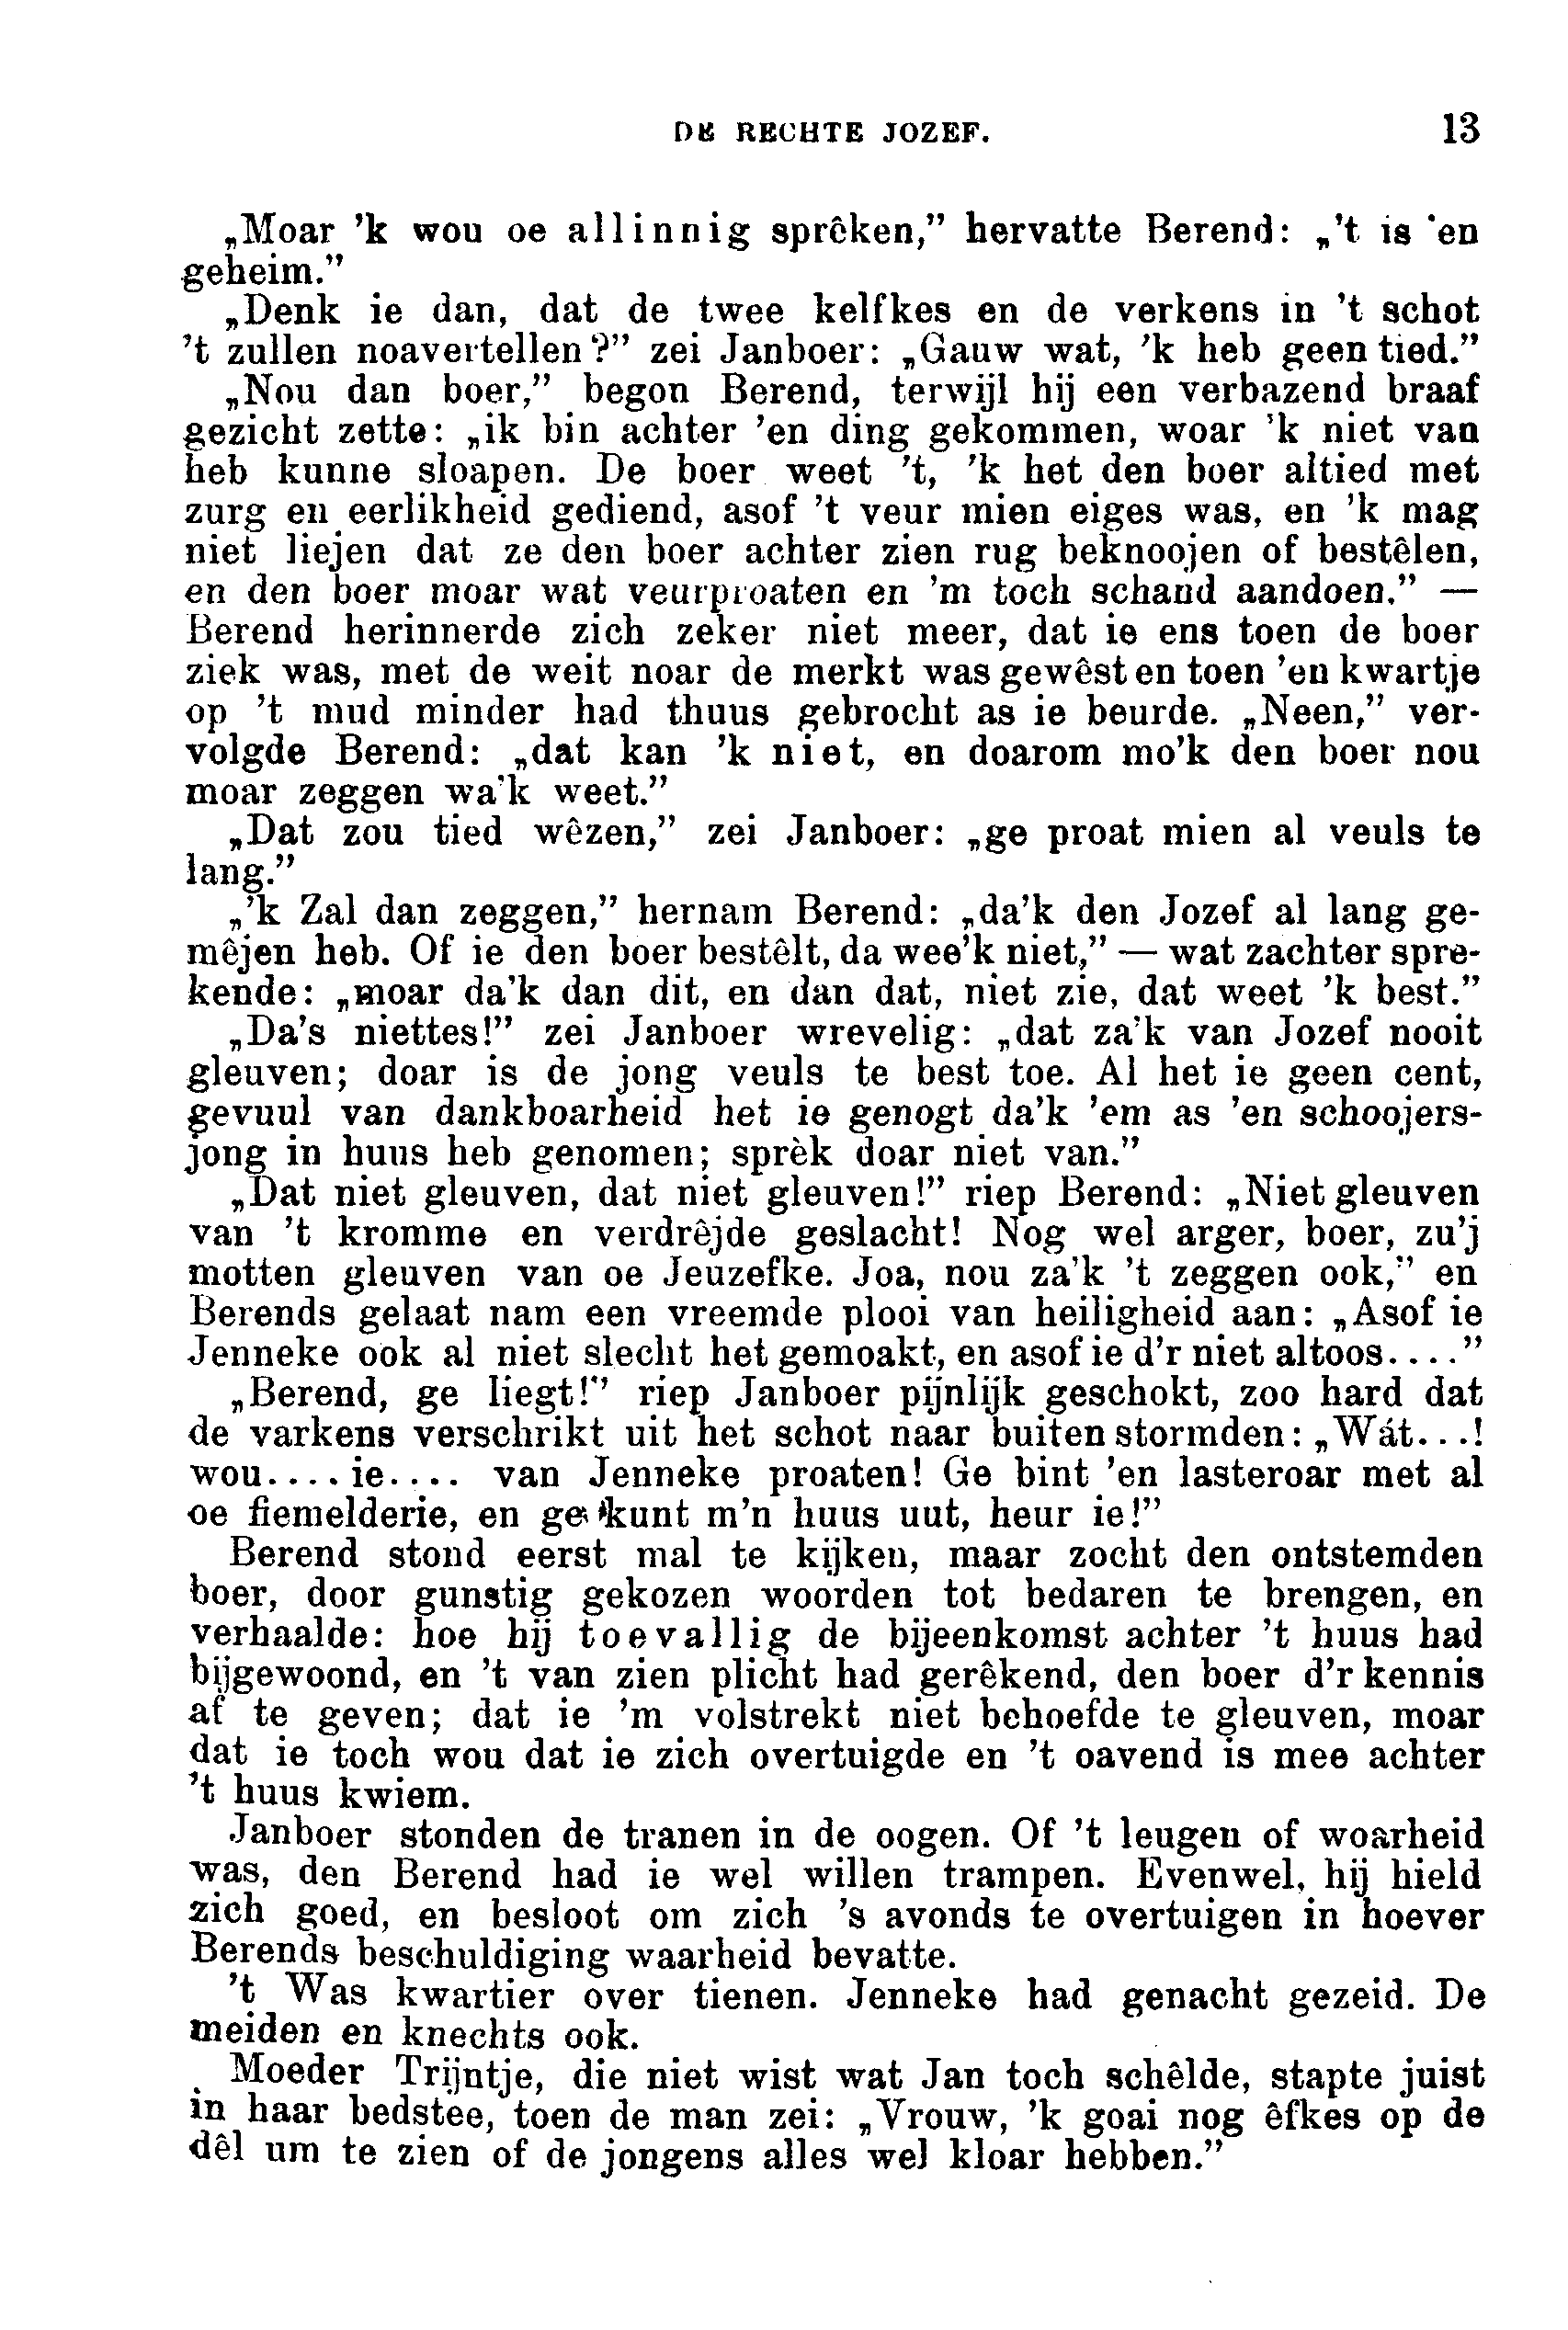 DE RECHTE JOZEF. 13
„Moar ’k wou oe allinnig sprêken,” hervatte Berend: „’t is ’en
geheim.”
„Denk ie dan, dat de twee kelfkes en de verkens in ’t schot
’t zullen noavertellen?” zei Janboer: „Gauw wat, ’k heb geen tied.”
„Nou dan boer,” begon Berend, terwijl hij een verbazend braaf
gezicht zette: „ik bin achter ’en ding gekommen, woar ’k niet van
heb kunne sloapen. De boer weet ’t, ’k het den boer altied met
zurg en eerlikheid gediend, asof ’t veur mien eiges was, en ’k mag
niet liejen dat ze den boer achter zien rug beknoojen of bestêlen,
en den boer moar wat veurproaten en ’m toch schand aandoen.” —
Berend herinnerde zich zeker niet meer, dat ie ens toen de boer
ziek was, met de weit noar de merkt was gewêst en toen ’en kwartje
op ’t mud minder had thuus gebrocht as ie beurde. „Neen,” ver-
volgde Berend: „dat kan ’k niet, en doarom mo’k den boer nou
moar zeggen wa’k weet.”
„Dat zou tied wêzen,” zei Janboer: „ge proat mien al veuls te
lang.”
„’k Zal dan zeggen,” hernam Berend: „da’k den Jozef al lang ge-
mêjen heb. Of ie den boer bestêlt, da wee’k niet,” — wat zachter spre-
kende: „moar da’k dan dit, en dan dat, niet zie, dat weet ’k best.”
„Da’s niettes!” zei Janboer wrevelig: „dat za’k van Jozef nooit
gleuven; doar is de jong veuls te best toe. Al het ie geen cent,
gevuul van dankboarheid het ie genogt da’k ’em as ’en schoojers-
jong in huus heb genomen; sprèk doar niet van.”
„Dat niet gleuven, dat niet gleuven!” riep Berend: „Niet gleuven
van ’t kromme en verdrêjde geslacht! Nog wel arger, boer, zu’j
motten gleuven van oe Jeuzefke. Joa, nou za’k ’t zeggen ook,” en
Berends gelaat nam een vreemde plooi van heiligheid aan: „Asof ie
Jenneke ook al niet slecht het gemoakt, en asof ie d’r niet altoos....”
„Berend, ge liegt!” riep Janboer pijnlijk geschokt, zoo hard dat
de varkens verschrikt uit het schot naar buiten stormden: „Wát...!
wou.... ie.... van Jenneke proaten! Ge bint ’en lasteroar met al
oe fiemelderie, en ge kunt m’n huus uut, heur ie!”
Berend stond eerst mal te kijken, maar zocht den ontstemden
boer, door gunstig gekozen woorden tot bedaren te brengen, en
verhaalde: hoe hij toevallig de bijeenkomst achter ’t huus had
bijgewoond, en ’t van zien plicht had gerêkend, den boer d’r kennis
af te geven; dat ie ’m volstrekt niet behoefde te gleuven, moar
dat ie toch wou dat ie zich overtuigde en ’t oavend is mee achter
’t huus kwiem.
Janboer stonden de tranen in de oogen. Of ’t leugen of woarheid
was, den Berend had ie wel willen trampen. Evenwel, hij hield
zich goed, en besloot om zich ’s avonds te overtuigen in hoever
Berends beschuldiging waarheid bevatte.
’t Was kwartier over tienen. Jenneke had genacht gezeid. De
meiden en knechts ook.
Moeder Trijntje, die niet wist wat Jan toch schêlde, stapte juist
in haar bedstee, toen de man zei: „Vrouw, ’k goai nog êfkes op de
dêl um te zien of de jongens alles wel kloar hebben.”